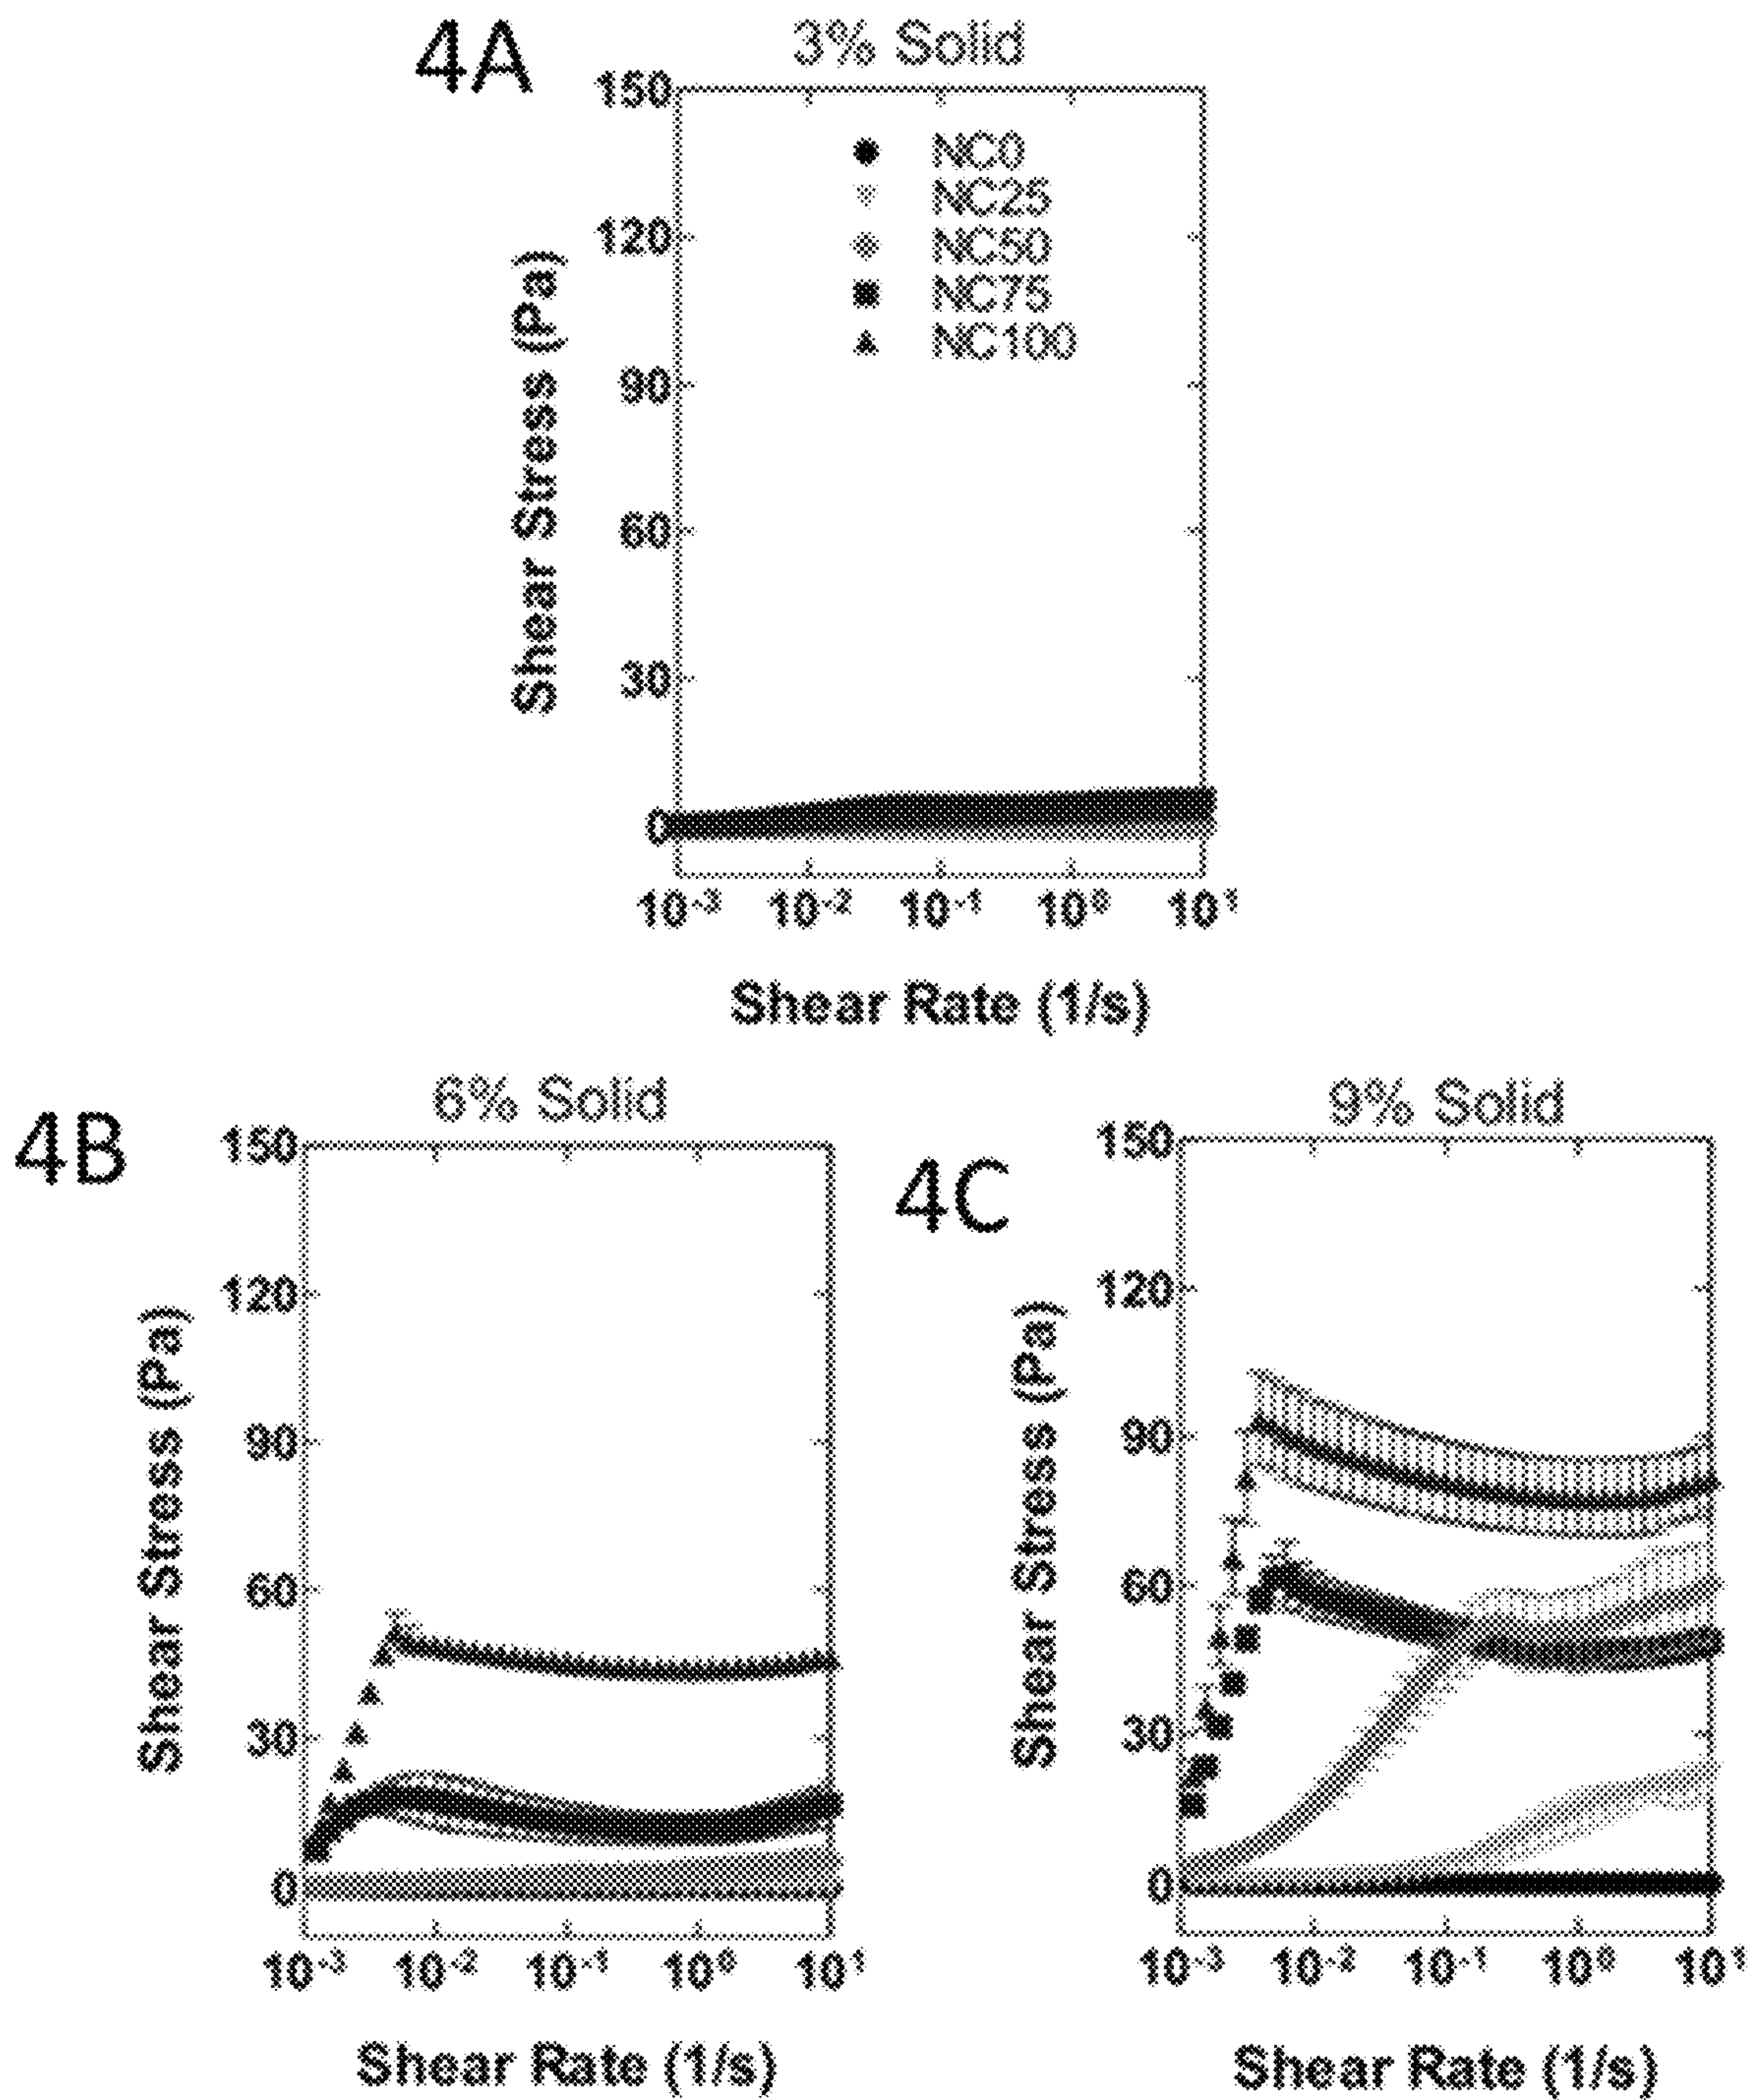 4A
3% Solid
150
120
90
60
30
0
NC0
NC25
NC50
NC75
NC100
Shear Stress (Pa)
10⁻³ 10⁻² 10⁻¹ 10⁰ 10¹
Shear Rate (1/s)
4B
6% Solid
150
120
90
60
30
0
Shear Stress (Pa)
10⁻³ 10⁻² 10⁻¹ 10⁰ 10¹
Shear Rate (1/s)
4C
9% Solid
150
120
90
60
30
0
Shear Stress (Pa)
10⁻³ 10⁻² 10⁻¹ 10⁰ 10¹
Shear Rate (1/s)